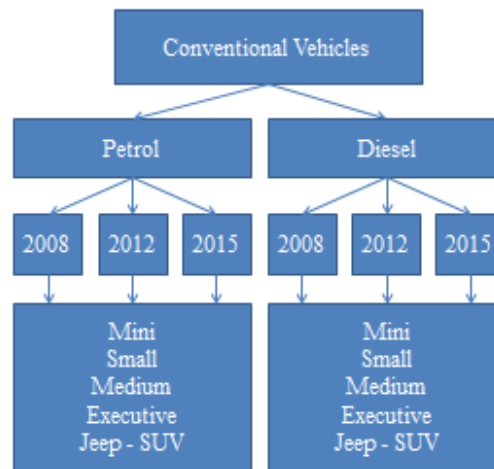 Conventional Vehicles
Petrol
Diesel
2008
2012
2015
2008
2012
2015
Mini
Small
Medium
Executive
Jeep - SUV
Mini
Small
Medium
Executive
Jeep - SUV